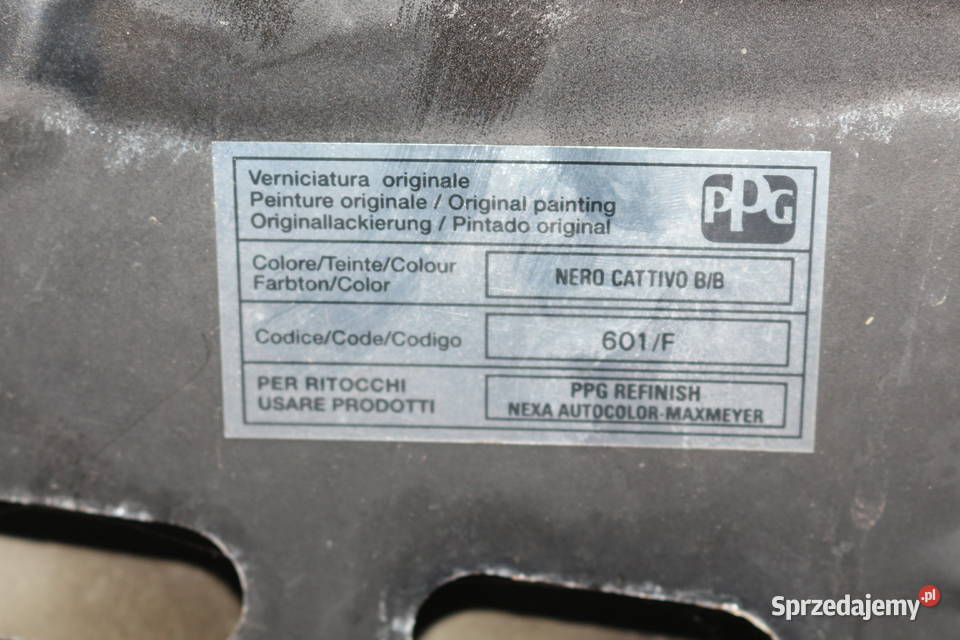 Verniciatura originale
Peinture originale / Original painting
Originallackierung / Pintado original
PPG
Colore/Teinte/Colour
Farbton/Color
NERO CATTIVO B/B
Codice/Code/Codigo
601/F
PER RITOCCHI
USARE PRODOTTI
PPG REFINISH
NEXA AUTOCOLOR-MAXMEYER
Sprzedajemy.pl